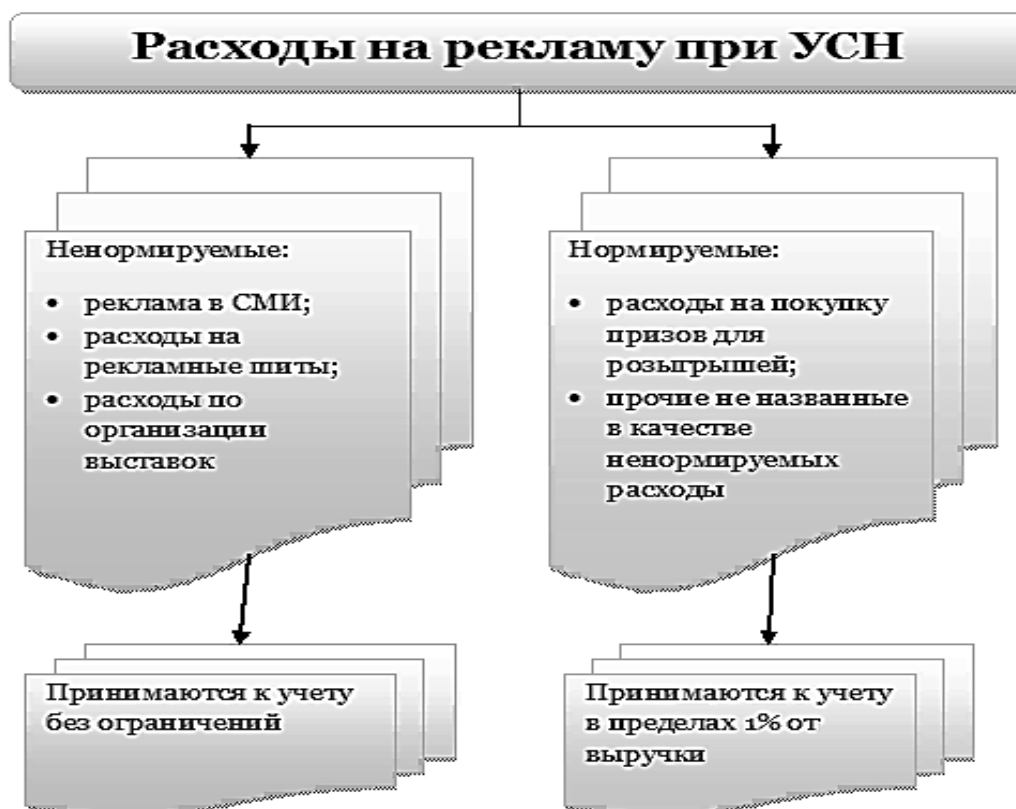 Расходы на рекламу при УСН
Ненормируемые:
• реклама в СМИ;
• расходы на
рекламные шиты;
• расходы по
организации
выставок
Нормируемые:
• расходы на покупку
призов для
розыгрышей;
• прочие не названные
в качестве
ненормируемых
расходы
Принимаются к учету
без ограничений
Принимаются к учету
в пределах 1% от
выручки